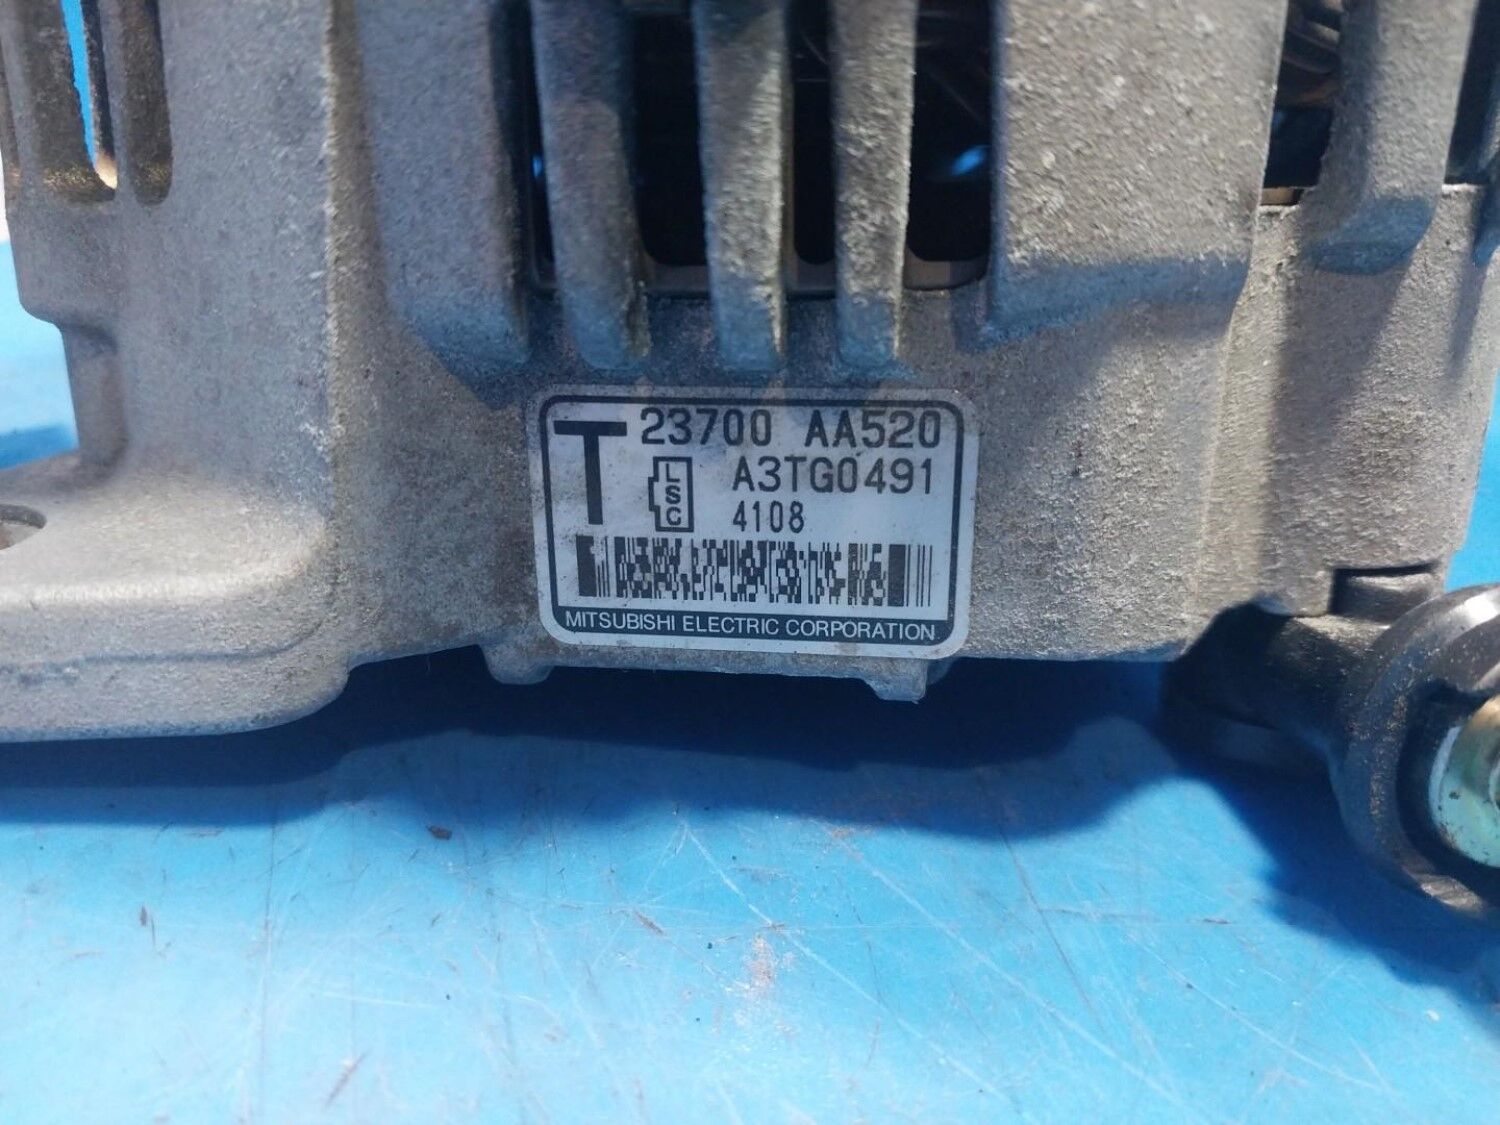 T 23700 AA520
LSC A3TG0491
4108
MITSUBISHI ELECTRIC CORPORATION